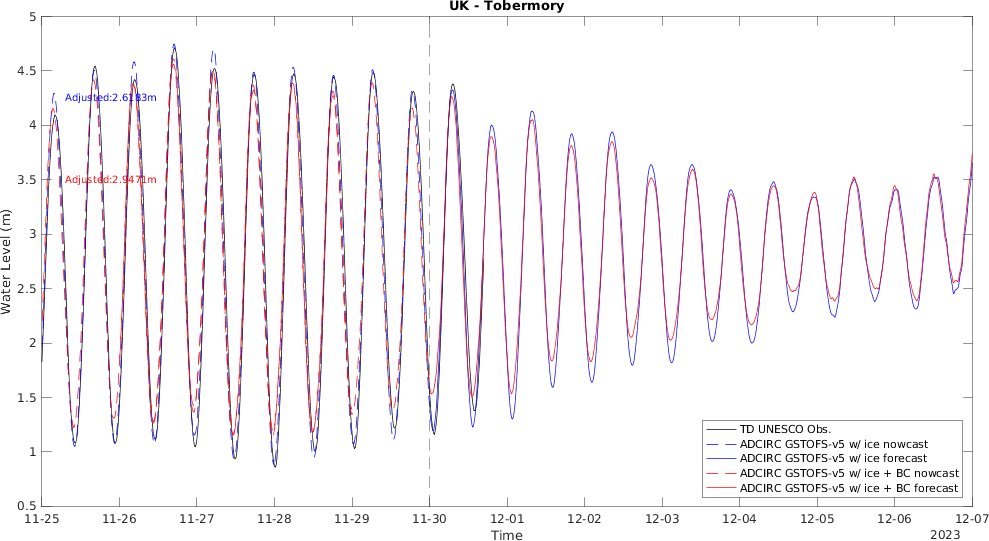 UK - Tobermory
5
4.5
Adjusted:2.6183m
4
3.5
Adjusted:2.9471m
3
2.5
2
1.5
1
0.5
Water Level (m)
TD UNESCO Obs.
ADCIRC GSTOFS-v5 w/ ice nowcast
ADCIRC GSTOFS-v5 w/ ice forecast
ADCIRC GSTOFS-v5 w/ ice + BC nowcast
ADCIRC GSTOFS-v5 w/ ice + BC forecast
11-25 11-26 11-27 11-28 11-29 11-30 12-01 12-02 12-03 12-04 12-05 12-06 12-07
Time
2023